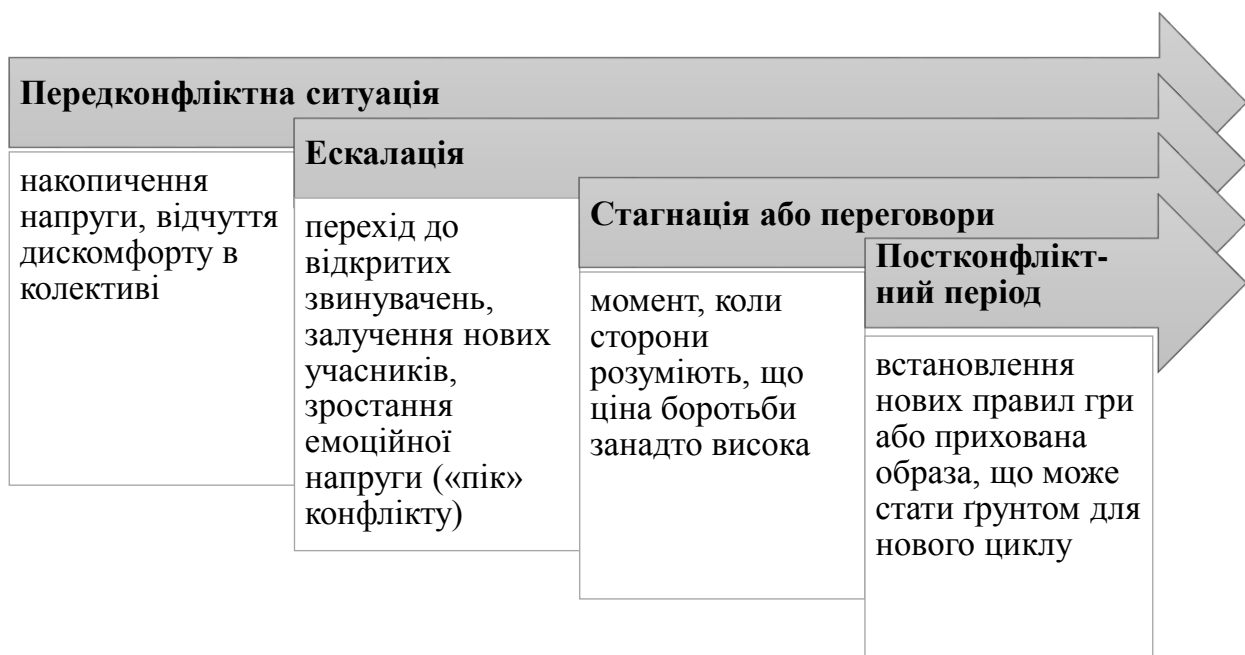 Передконфліктна ситуація
накопичення
напруги, відчуття
дискомфорту в
колективі
Ескалація
перехід до
відкритих
звинувачень,
залучення нових
учасників,
зростання
емоційної
напруги («пік»
конфлікту)
Стагнація або переговори
момент, коли
сторони
розуміють, що
ціна боротьби
занадто висока
Постконфлікт-
ний період
встановлення
нових правил гри
або прихована
образа, що може
стати ґрунтом для
нового циклу